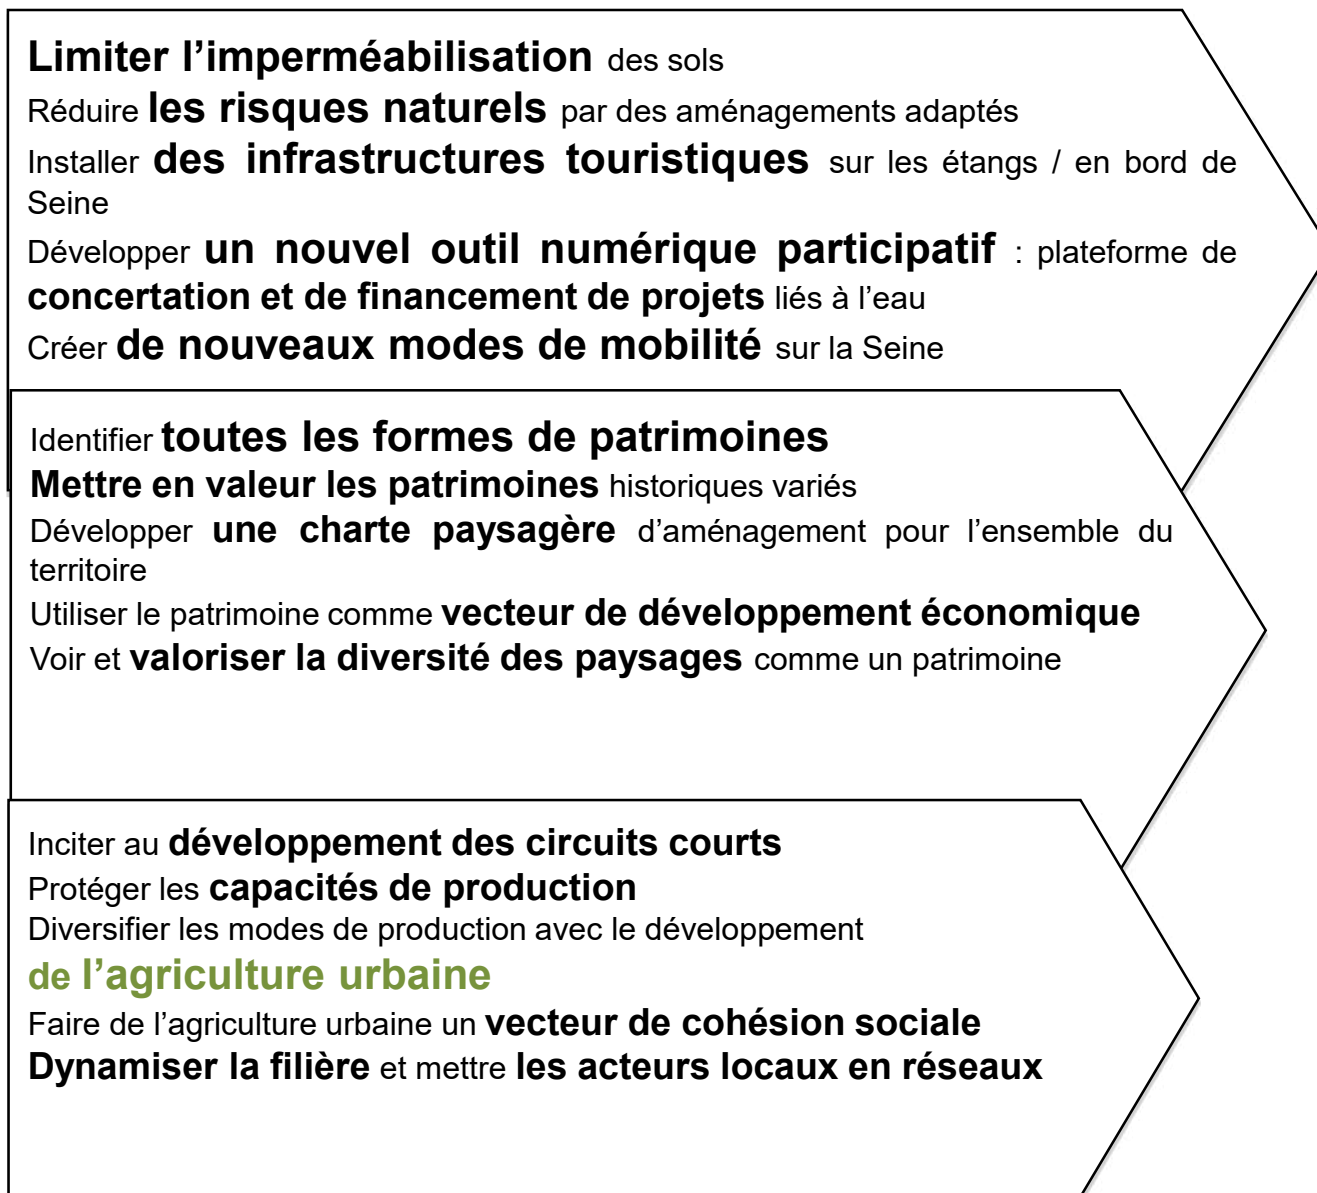 Limiter l’imperméabilisation des sols
Réduire les risques naturels par des aménagements adaptés
Installer des infrastructures touristiques sur les étangs / en bord de
Seine
Développer un nouvel outil numérique participatif : plateforme de
concertation et de financement de projets liés à l’eau
Créer de nouveaux modes de mobilité sur la Seine
Identifier toutes les formes de patrimoines
Mettre en valeur les patrimoines historiques variés
Développer une charte paysagère d’aménagement pour l’ensemble du
territoire
Utiliser le patrimoine comme vecteur de développement économique
Voir et valoriser la diversité des paysages comme un patrimoine
Inciter au développement des circuits courts
Protéger les capacités de production
Diversifier les modes de production avec le développement
de l’agriculture urbaine
Faire de l’agriculture urbaine un vecteur de cohésion sociale
Dynamiser la filière et mettre les acteurs locaux en réseaux